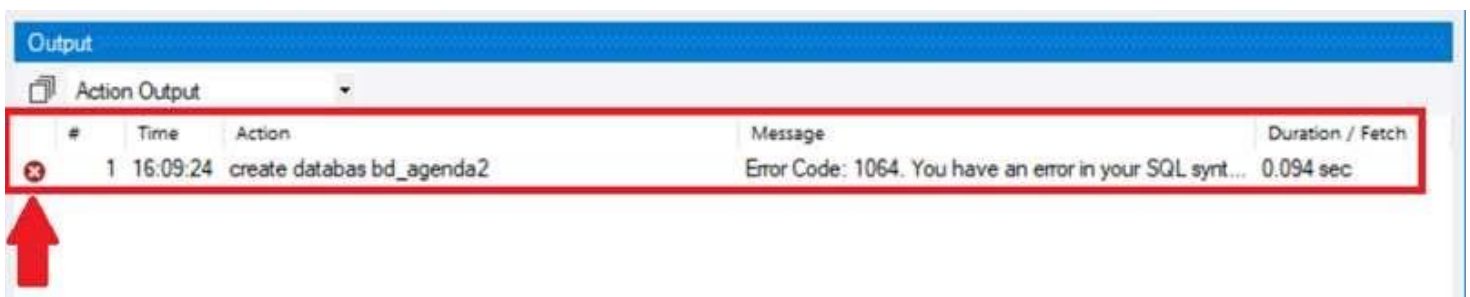 Output
Action Output
# Time Action Message Duration / Fetch
1 16:09:24 create databas bd_agenda2 Error Code: 1064. You have an error in your SQL synt... 0.094 sec